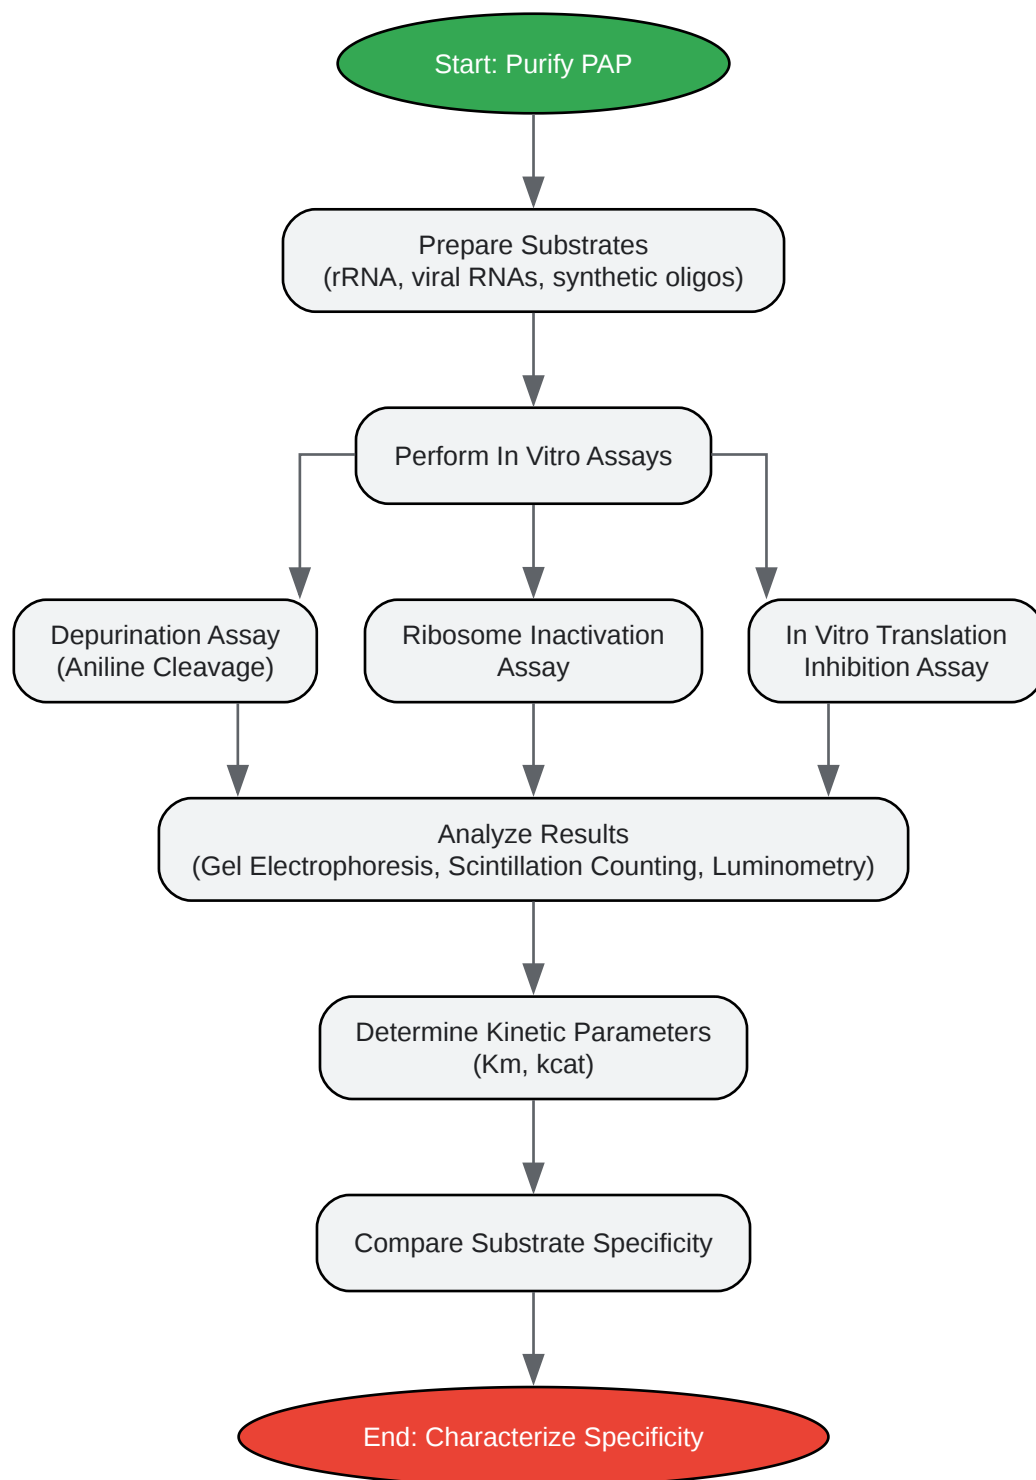 Start: Purify PAP
Prepare Substrates
(rRNA, viral RNAs, synthetic oligos)
Perform In Vitro Assays
Depurination Assay
(Aniline Cleavage)
Ribosome Inactivation
Assay
In Vitro Translation
Inhibition Assay
Analyze Results
(Gel Electrophoresis, Scintillation Counting, Luminometry)
Determine Kinetic Parameters
(Km, kcat)
Compare Substrate Specificity
End: Characterize Specificity